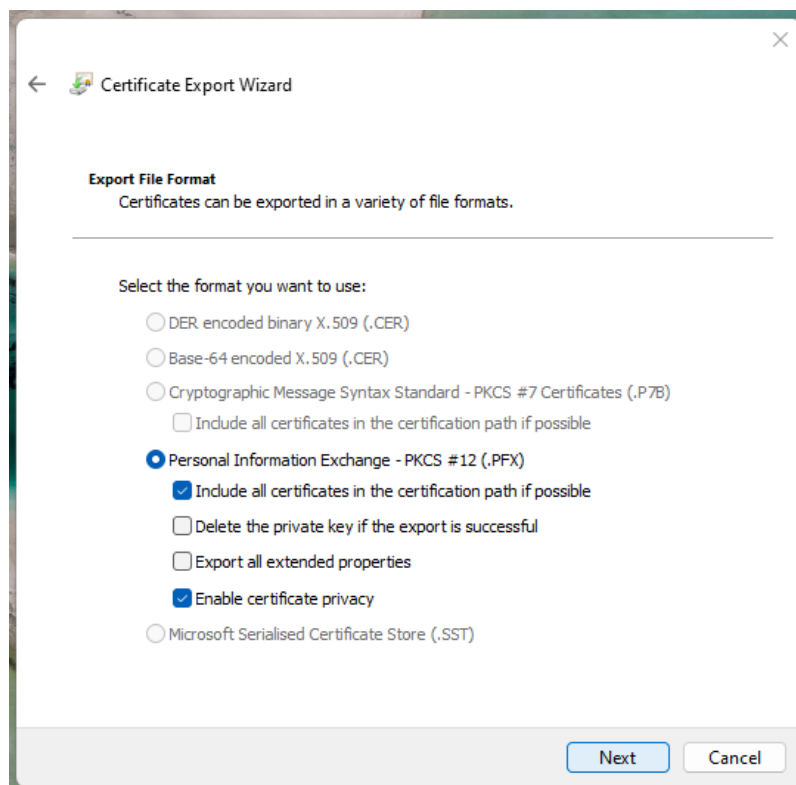 Certificate Export Wizard
Export File Format
Certificates can be exported in a variety of file formats.
Select the format you want to use:
DER encoded binary X.509 (.CER)
Base-64 encoded X.509 (.CER)
Cryptographic Message Syntax Standard - PKCS #7 Certificates (.P7B)
Include all certificates in the certification path if possible
Personal Information Exchange - PKCS #12 (.PFX)
Include all certificates in the certification path if possible
Delete the private key if the export is successful
Export all extended properties
Enable certificate privacy
Microsoft Serialised Certificate Store (.SST)
Next Cancel